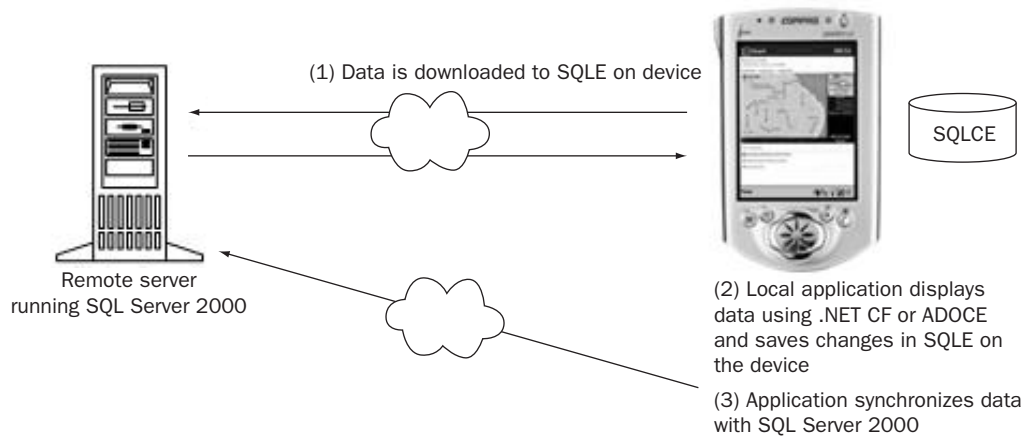 COMPAQ
(1) Data is downloaded to SQLE on device
SQLCE
Remote server
running SQL Server 2000
(2) Local application displays
data using .NET CF or ADOCE
and saves changes in SQLE on
the device
(3) Application synchronizes data
with SQL Server 2000